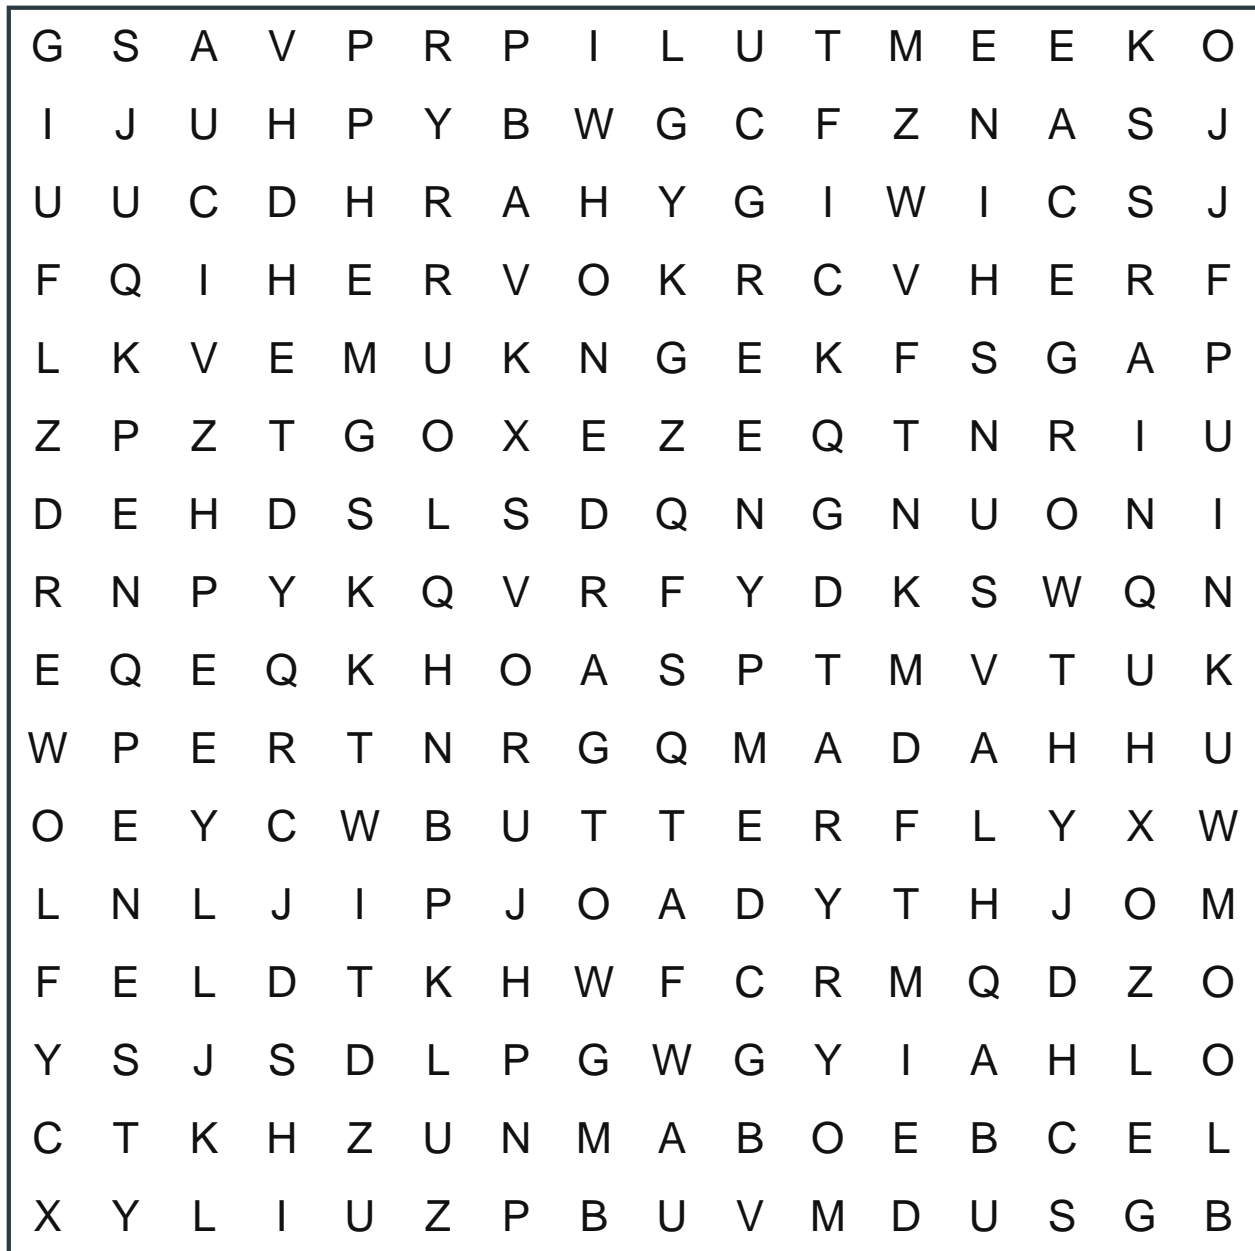 G S A V P R P I L U T M E E K O
I J U H P Y B W G C F Z N A S J
U U C D H R A H Y G I W I C S J
F Q I H E R V O K R C V H E R F
L K V E M U K N G E K F S G A P
Z P Z T G O X E Z E Q T N R I U
D E H D S L S D Q N G N U O N I
R N P Y K Q V R F Y D K S W Q N
E Q E Q K H O A S P T M V T U K
W P E R T N R G Q M A D A H H U
O E Y C W B U T T E R F L Y X W
L N L J I P J O A D Y T H J O M
F E L D T K H W F C R M Q D Z O
Y S J S D L P G W G Y I A H L O
C T K H Z U N M A B O E B C E L
X Y L I U Z P B U V M D U S G B